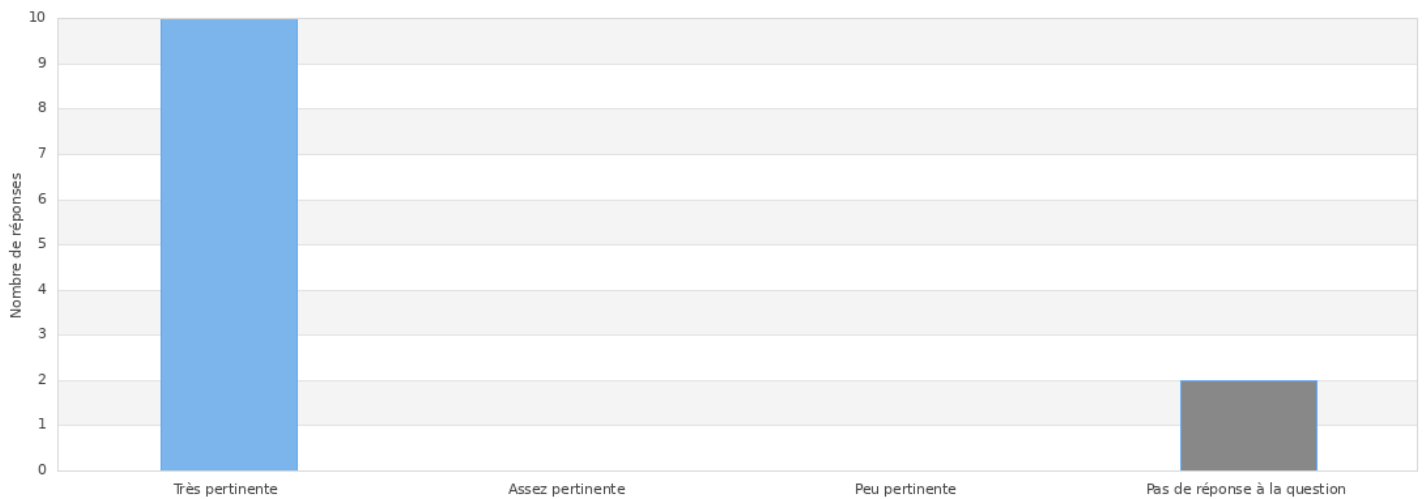 Nombre de réponses
10
9
8
7
6
5
4
3
2
1
0
Très pertinente
Assez pertinente
Peu pertinente
Pas de réponse à la question